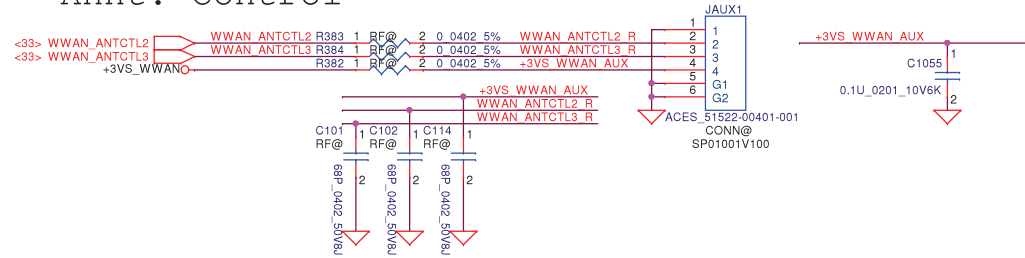 Annt. Control
JAUX1
<33> WWAN_ANTCTL2 WWAN_ANTCTL2 R383 1 RF@ 2 0_0402_5% WWAN_ANTCTL2_R 1 1
<33> WWAN_ANTCTL3 WWAN_ANTCTL3 R384 1 RF@ 2 0_0402_5% WWAN_ANTCTL3_R 2 2
+3VS_WWAN R382 1 RF@ 2 0_0402_5% +3VS_WWAN_AUX 3 3
4 4
5 G1
6 G2
ACES_51522-00401-001
CONN@
SP01001V100
+3VS_WWAN_AUX
1
C1055
0.1U_0201_10V6K
2
+3VS_WWAN_AUX
WWAN_ANTCTL2_R
WWAN_ANTCTL3_R
C101 1 C102 1 C114 1
RF@ RF@ RF@
2 2 2
68P_0402_50V8J 68P_0402_50V8J 68P_0402_50V8J